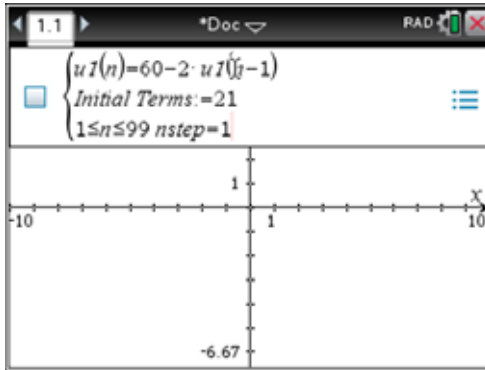 1.1 *Doc RAD
u1(n)=60−2·u1(n−1)
Initial Terms:=21
1≤n≤99 nstep=1
1 x
-10 1 10
-6.67